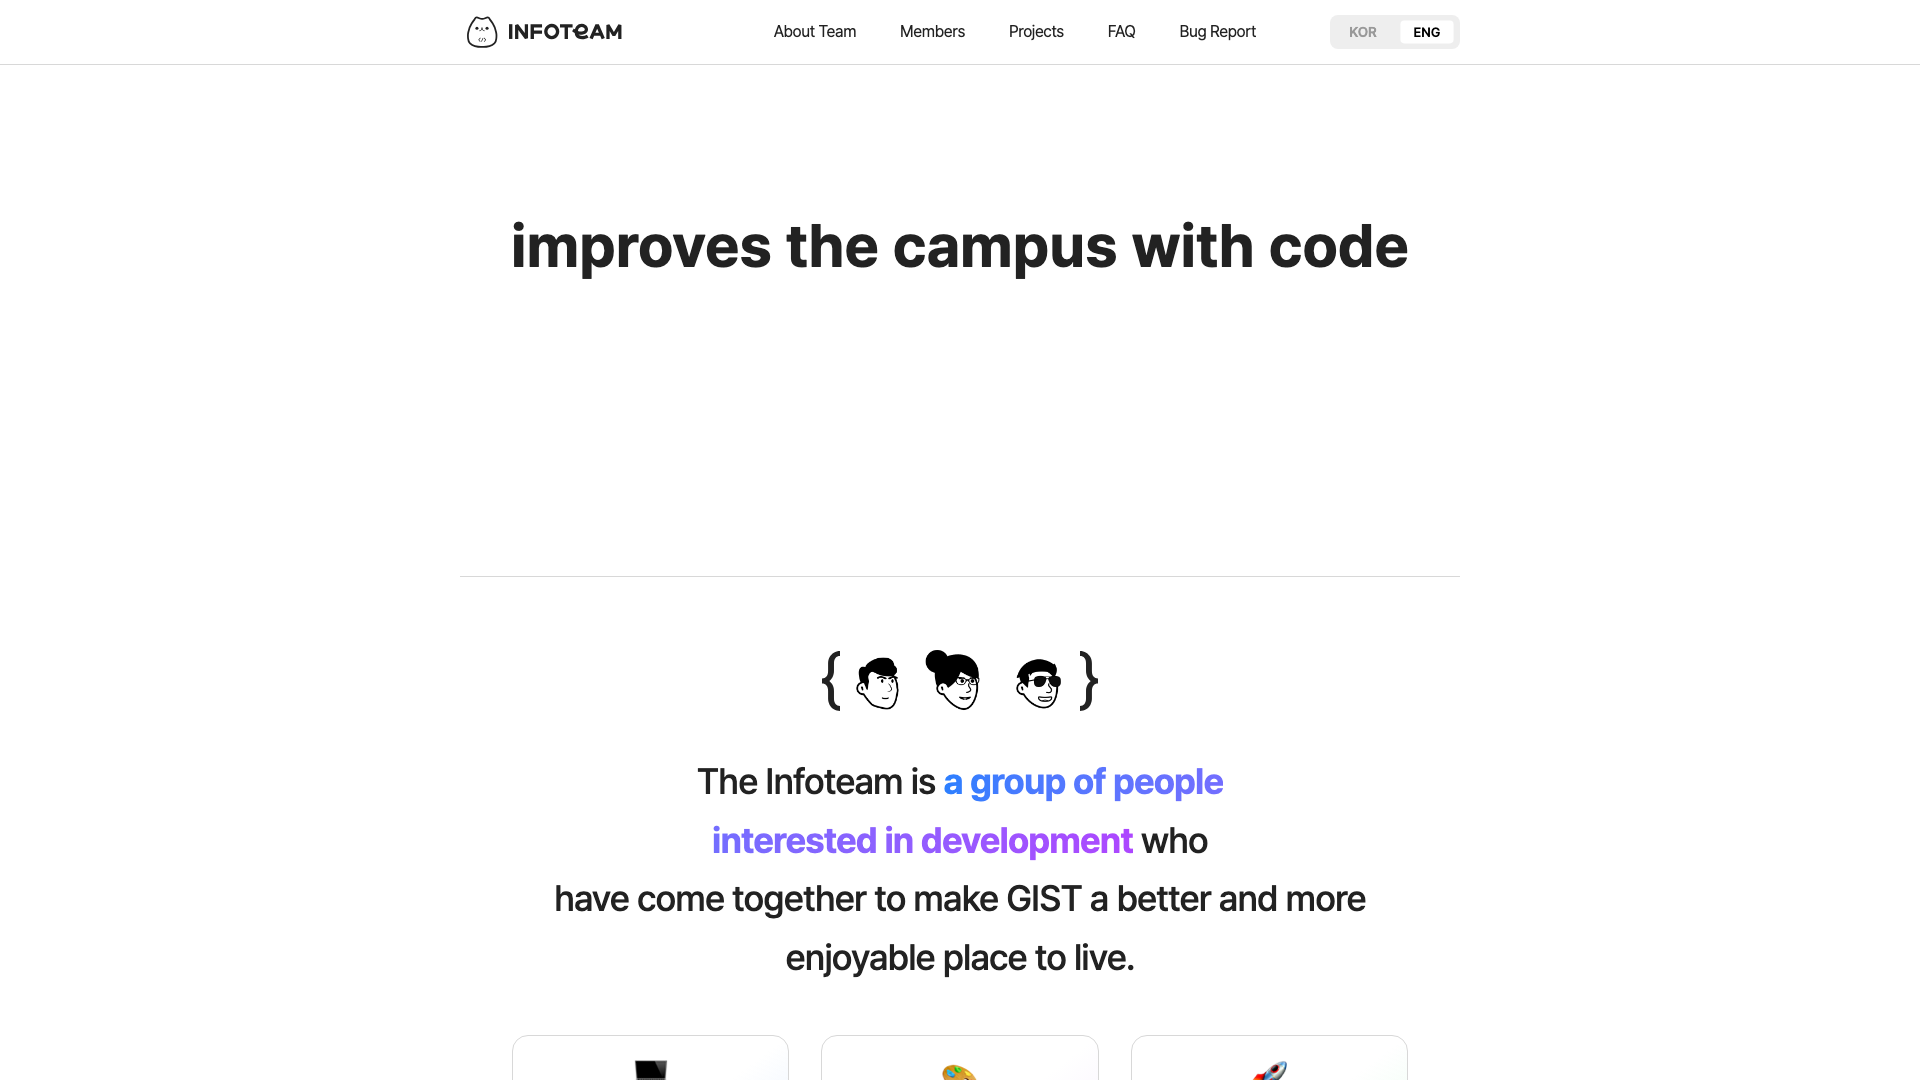 INFOTEAM
About Team
Members
Projects
FAQ
Bug Report
KOR
ENG
improves the campus with code
{ }
The Infoteam is a group of people
interested in development who
have come together to make GIST a better and more
enjoyable place to live.